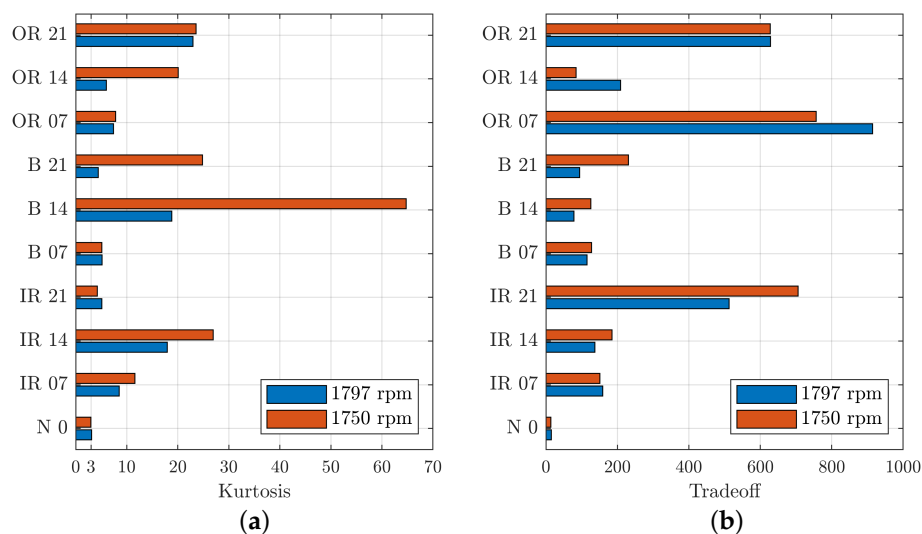 OR 21
OR 14
OR 07
B 21
B 14
B 07
IR 21
IR 14
IR 07
N 0
1797 rpm
1750 rpm
0 3 10 20 30 40 50 60 70
Kurtosis
(a)
OR 21
OR 14
OR 07
B 21
B 14
B 07
IR 21
IR 14
IR 07
N 0
1797 rpm
1750 rpm
0 200 400 600 800 1000
Tradeoff
(b)